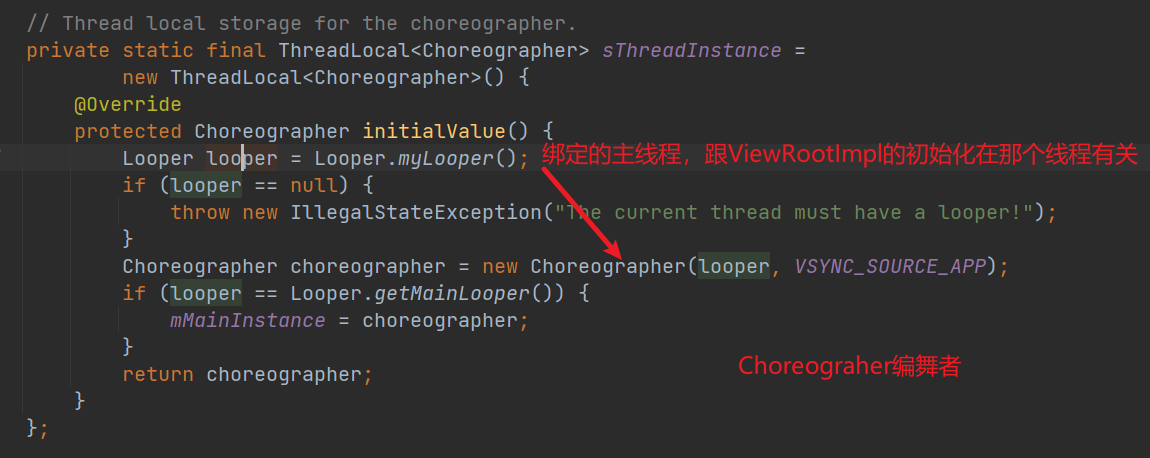 // Thread local storage for the choreographer.
private static final ThreadLocal<Choreographer> sThreadInstance =
new ThreadLocal<Choreographer>() {
@Override
protected Choreographer initialValue() {
Looper looper = Looper.myLooper(); 绑定的主线程，跟ViewRootImpl的初始化在那个线程有关
if (looper == null) {
throw new IllegalStateException("The current thread must have a looper!");
}
Choreographer choreographer = new Choreographer(looper, VSYNC_SOURCE_APP);
if (looper == Looper.getMainLooper()) {
mMainInstance = choreographer;
}
Choreograher编舞者
return choreographer;
}
};